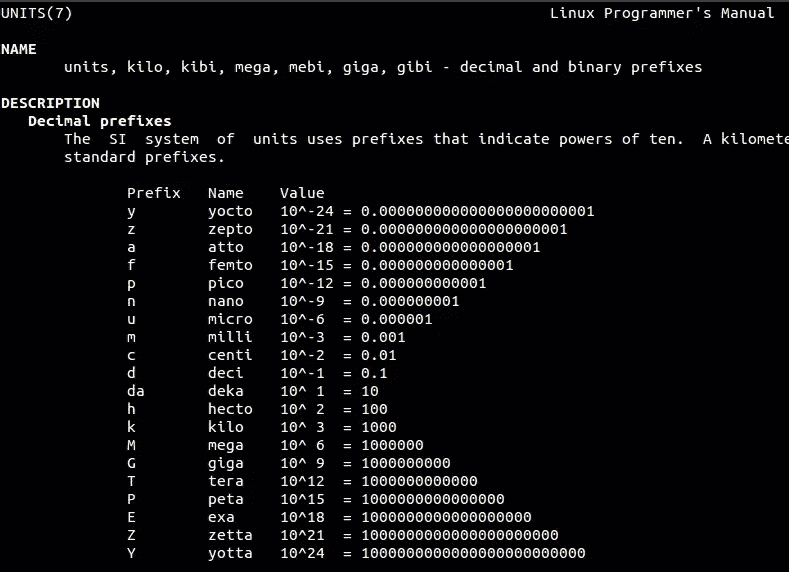 UNITS(7) Linux Programmer's Manual
NAME
units, kilo, kibi, mega, mebi, giga, gibi - decimal and binary prefixes
DESCRIPTION
Decimal prefixes
The SI system of units uses prefixes that indicate powers of ten. A kilomete
standard prefixes.
Prefix Name Value
y yocto 10^-24 = 0.000000000000000000000001
z zepto 10^-21 = 0.000000000000000000001
a atto 10^-18 = 0.000000000000000001
f femto 10^-15 = 0.000000000000001
p pico 10^-12 = 0.000000000001
n nano 10^-9 = 0.000000001
u micro 10^-6 = 0.000001
m milli 10^-3 = 0.001
c centi 10^-2 = 0.01
d deci 10^-1 = 0.1
da deka 10^ 1 = 10
h hecto 10^ 2 = 100
k kilo 10^ 3 = 1000
M mega 10^ 6 = 1000000
G giga 10^ 9 = 1000000000
T tera 10^12 = 1000000000000
P peta 10^15 = 1000000000000000
E exa 10^18 = 1000000000000000000
Z zetta 10^21 = 1000000000000000000000
Y yotta 10^24 = 1000000000000000000000000